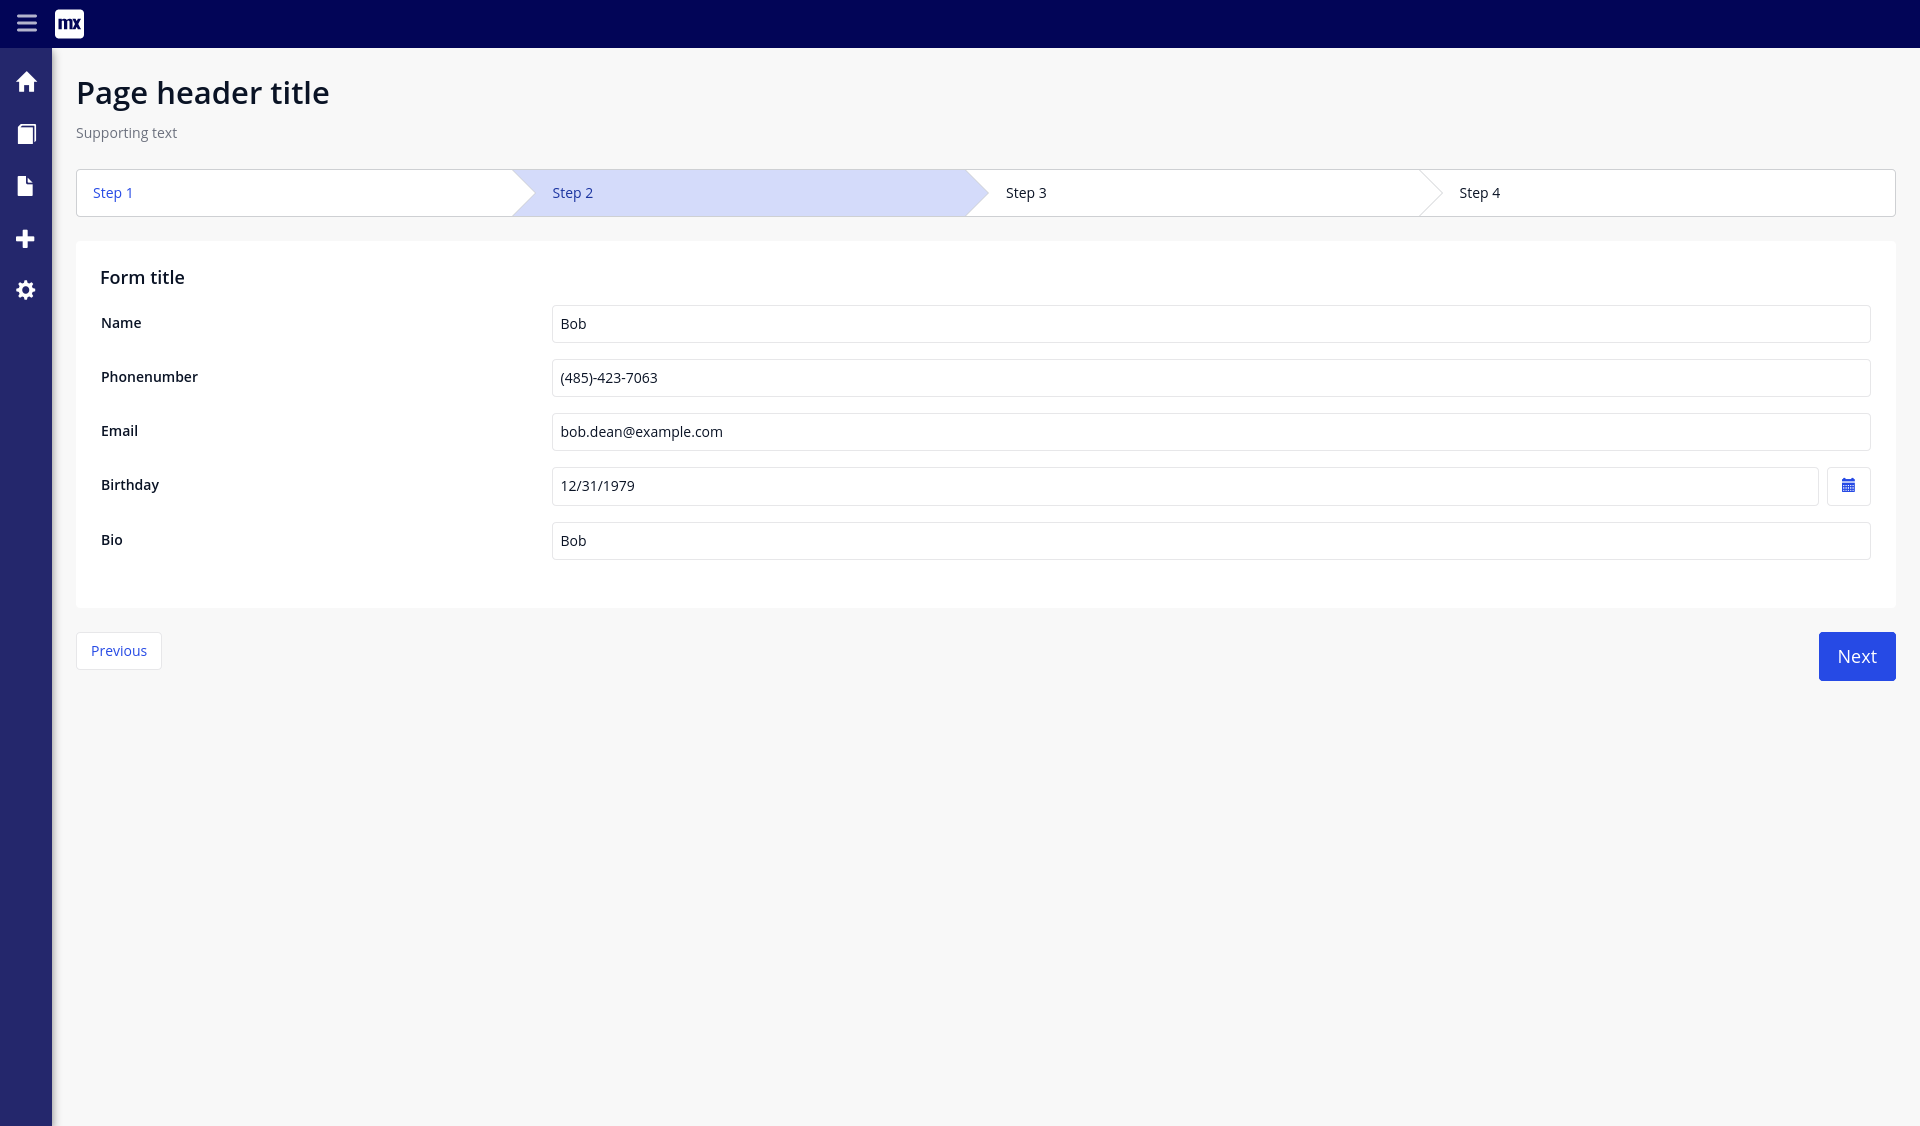 mx
Page header title
Supporting text
Step 1
Step 2
Step 3
Step 4
Form title
Name
Bob
Phonenumber
(485)-423-7063
Email
bob.dean@example.com
Birthday
12/31/1979
Bio
Bob
Previous
Next